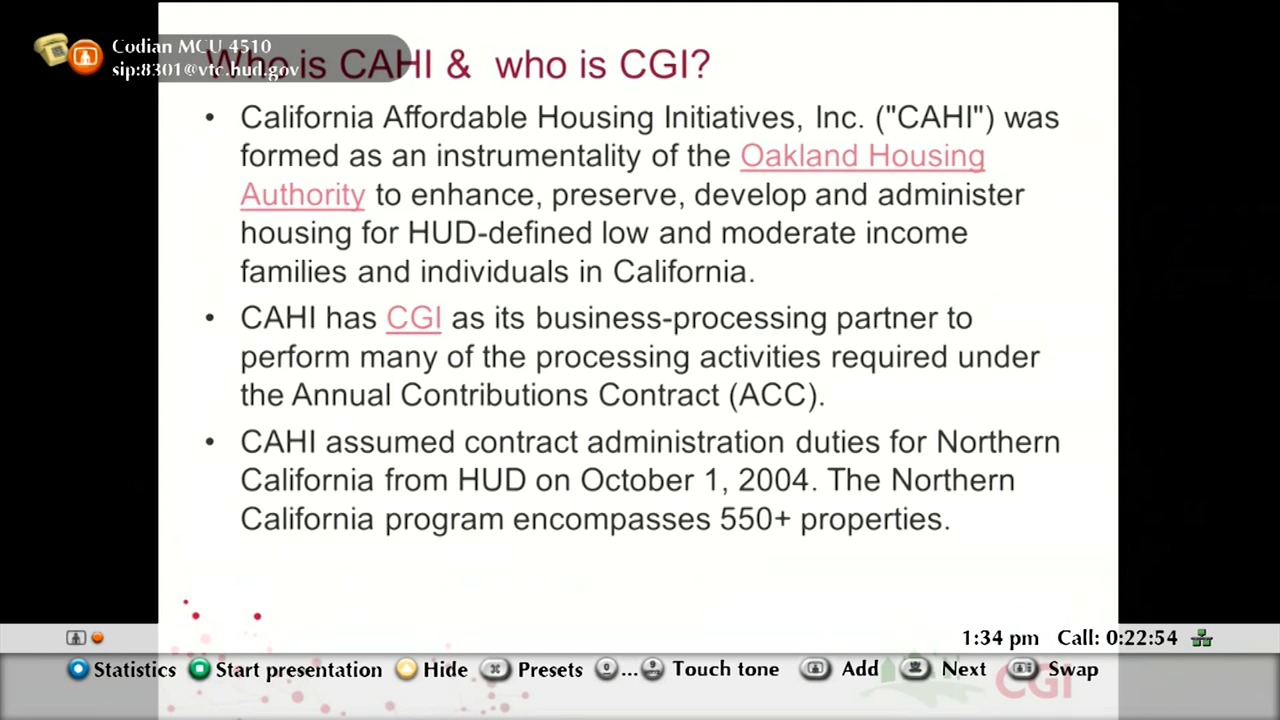 Codian MCU 4510
sip:8301@vtc.hud.gov
Who is CAHI & who is CGI?
• California Affordable Housing Initiatives, Inc. ("CAHI") was
formed as an instrumentality of the Oakland Housing
Authority to enhance, preserve, develop and administer
housing for HUD-defined low and moderate income
families and individuals in California.
• CAHI has CGI as its business-processing partner to
perform many of the processing activities required under
the Annual Contributions Contract (ACC).
• CAHI assumed contract administration duties for Northern
California from HUD on October 1, 2004. The Northern
California program encompasses 550+ properties.
1:34 pm Call: 0:22:54
Statistics Start presentation Hide Presets 0...9 Touch tone Add Next Swap
CGI